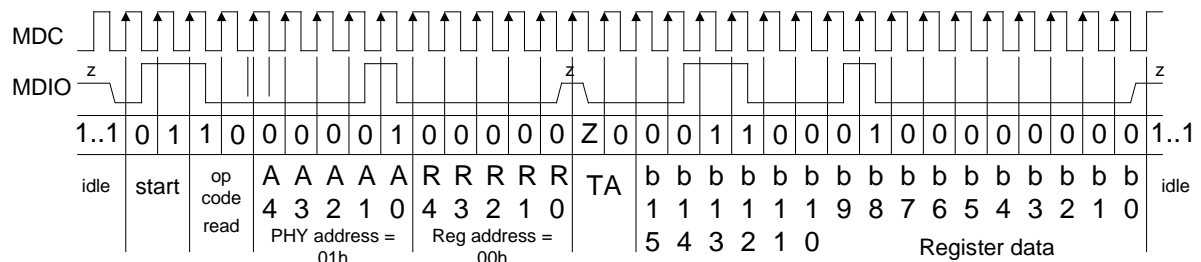 MDC
z z z
MDIO
1..1 0 1 1 0 0 0 0 0 1 0 0 0 0 0 Z 0 0 0 1 1 0 0 0 1 0 0 0 0 0 0 0 0 1..1
idle start op A A A A A R R R R R TA b b b b b b b b b b b b b b b b idle
code 4 3 2 1 0 4 3 2 1 0 1 1 1 1 1 1 9 8 7 6 5 4 3 2 1 0
read PHY address = Reg address = 5 4 3 2 1 0 Register data
01h 00h